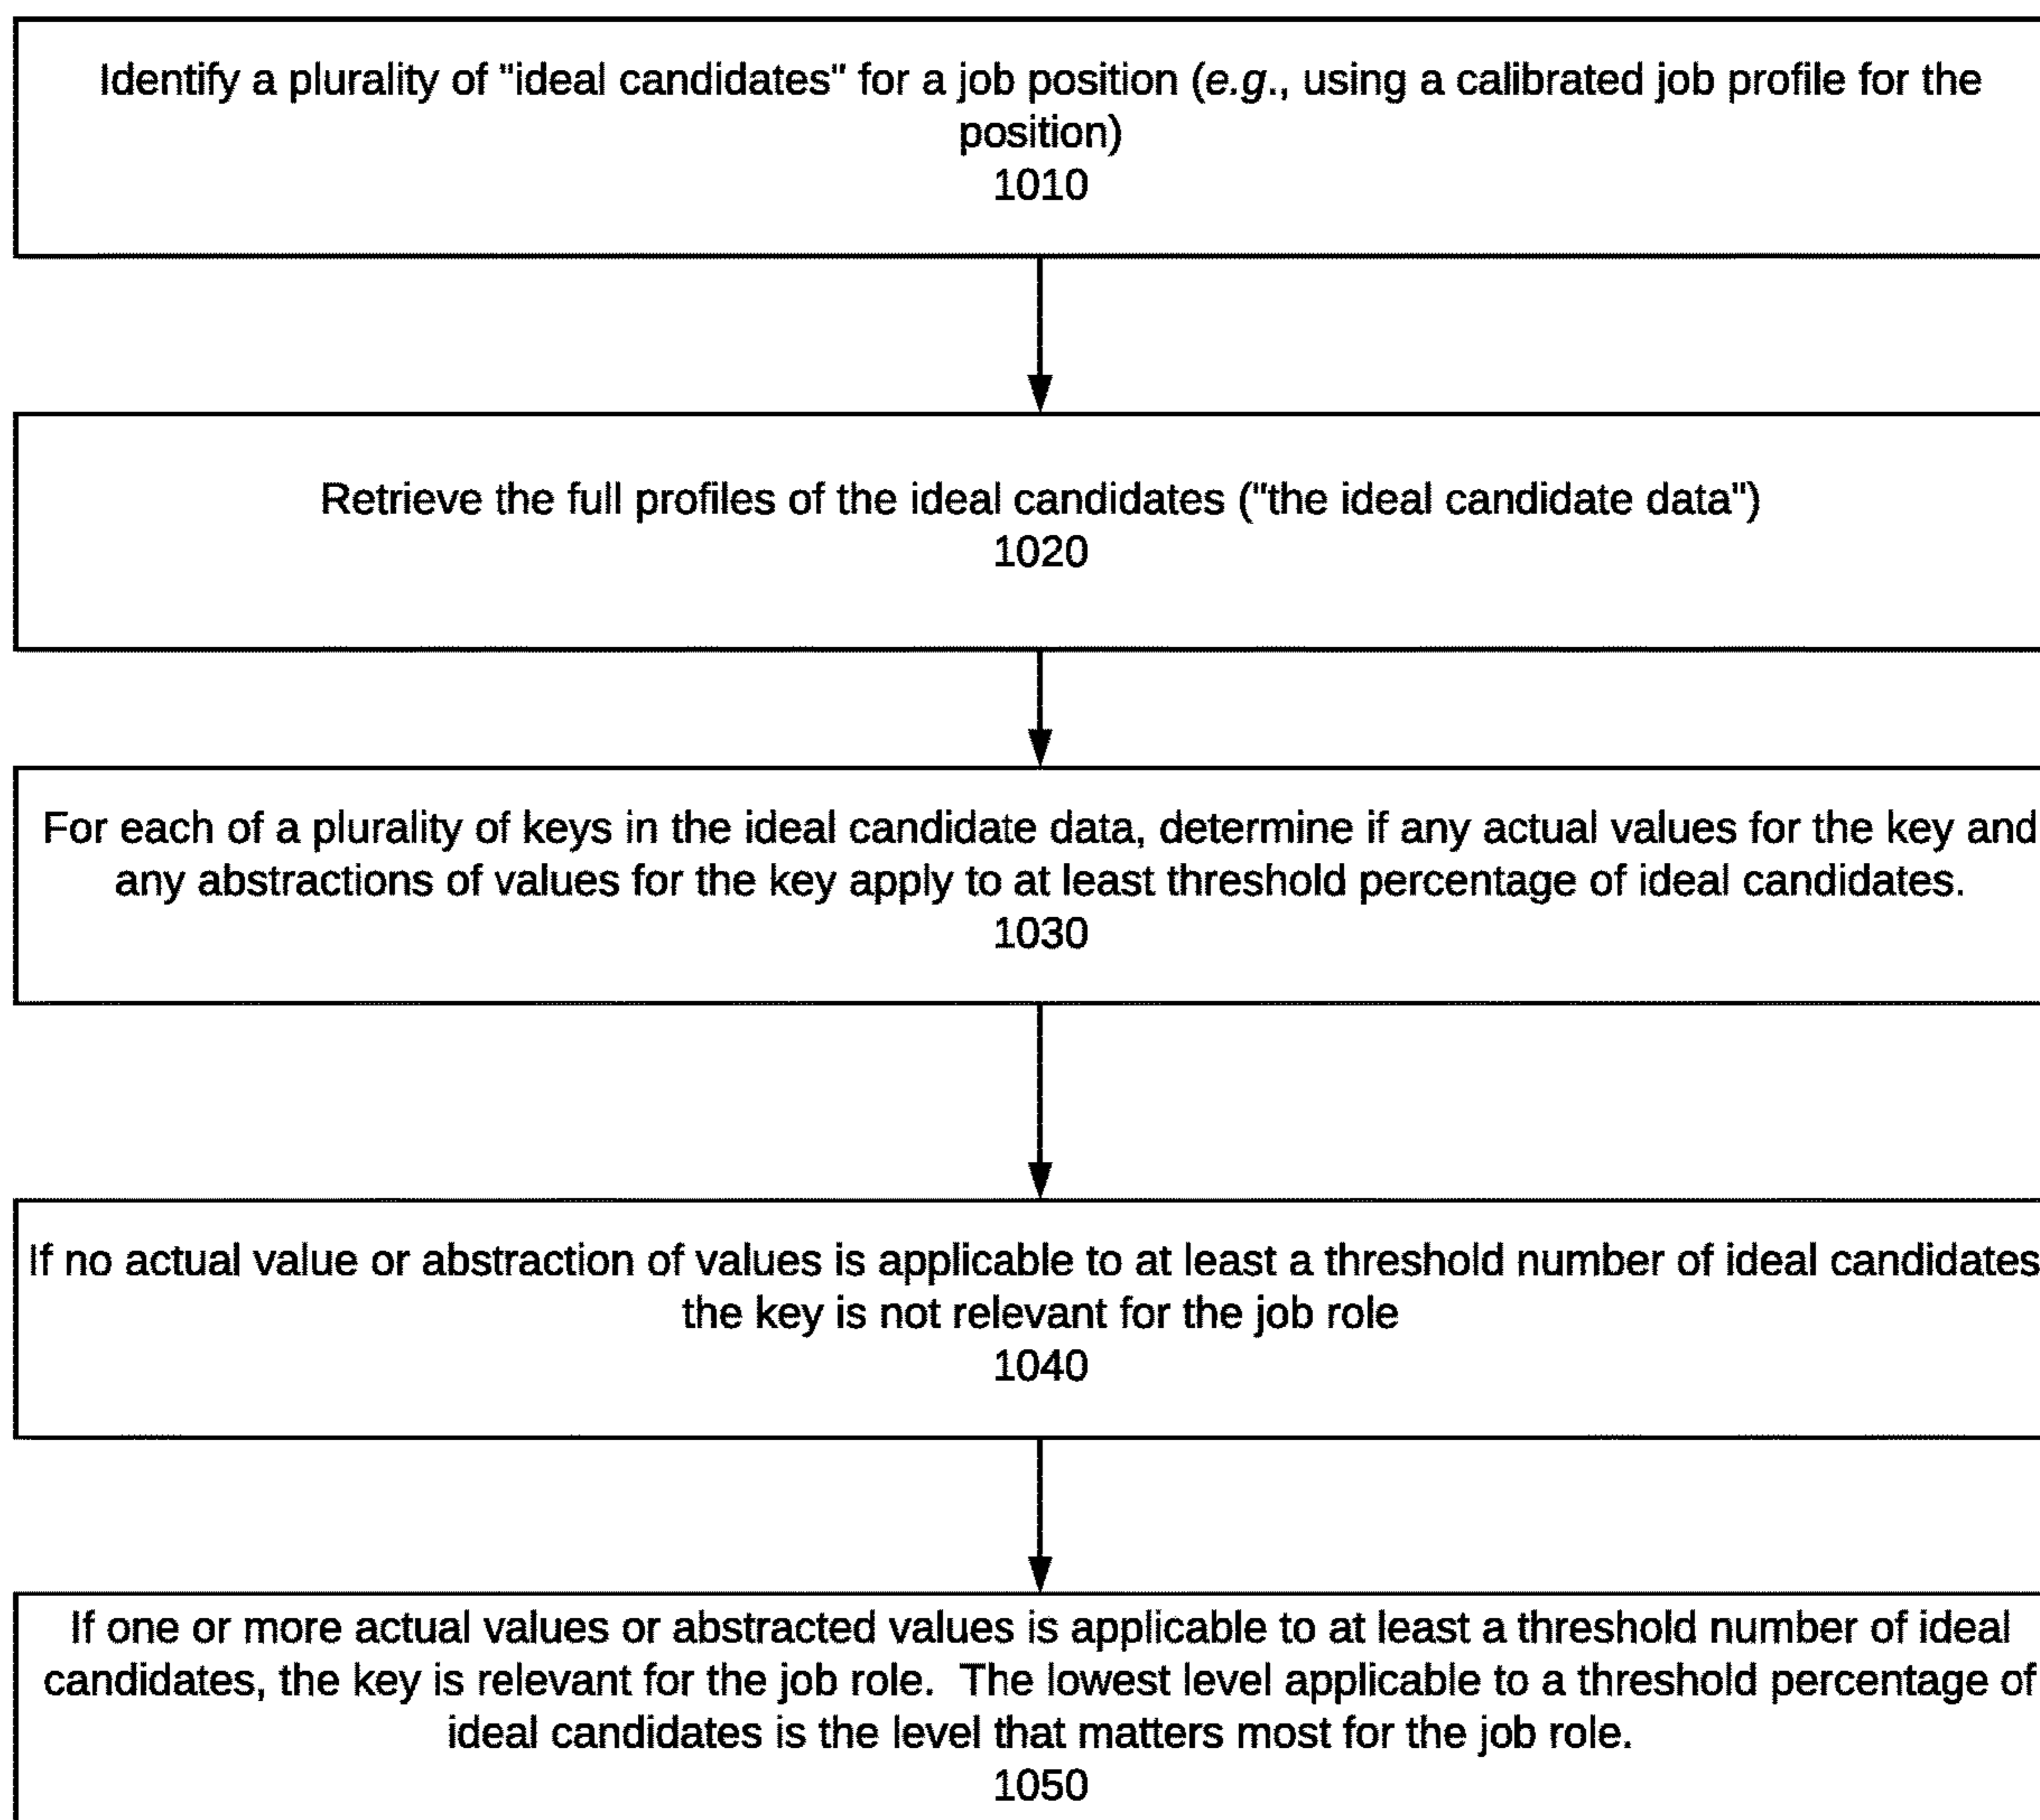 Identify a plurality of "ideal candidates" for a job position (e.g., using a calibrated job profile for the
position)
1010
Retrieve the full profiles of the ideal candidates ("the ideal candidate data")
1020
For each of a plurality of keys in the ideal candidate data, determine if any actual values for the key and
any abstractions of values for the key apply to at least threshold percentage of ideal candidates.
1030
If no actual value or abstraction of values is applicable to at least a threshold number of ideal candidates
the key is not relevant for the job role
1040
If one or more actual values or abstracted values is applicable to at least a threshold number of ideal
candidates, the key is relevant for the job role.  The lowest level applicable to a threshold percentage of
ideal candidates is the level that matters most for the job role.
1050